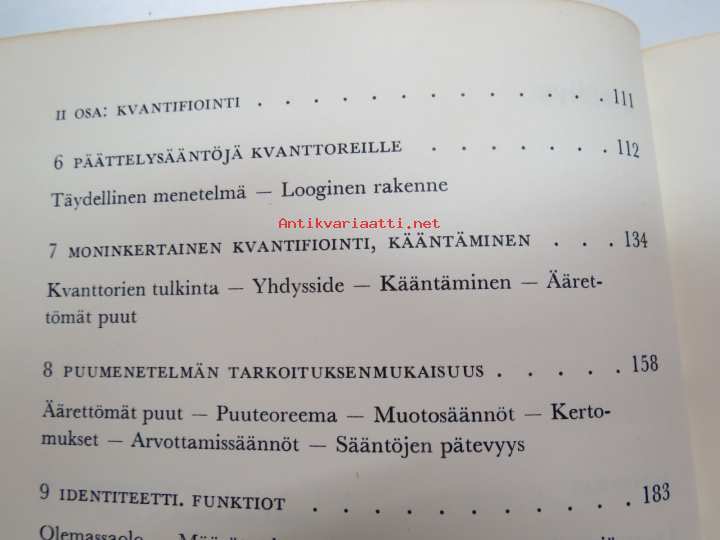 II OSA: KVANTIFIOINTI . . . . . . . . . . . . . 111
6 PÄÄTTELYSÄÄNTÖJÄ KVANTTOREILLE . . . . . . . 112
Täydellinen menetelmä — Looginen rakenne
Antikvariaatti.net
7 MONINKERTAINEN KVANTIFIOINTI, KÄÄNTÄMINEN . . . 134
Kvanttorien tulkinta — Yhdysside — Kääntäminen — Ääret-
tömät puut
8 PUUMENETELMÄN TARKOITUKSENMUKAISUUS . . . . . 158
Äärettömät puut — Puuteoreema — Muotosäännöt — Kerto-
mukset — Arvottamissäännöt — Sääntöjen pätevyys
9 IDENTITEETTI. FUNKTIOT . . . . . . . . . . . 183
Olemassaolo